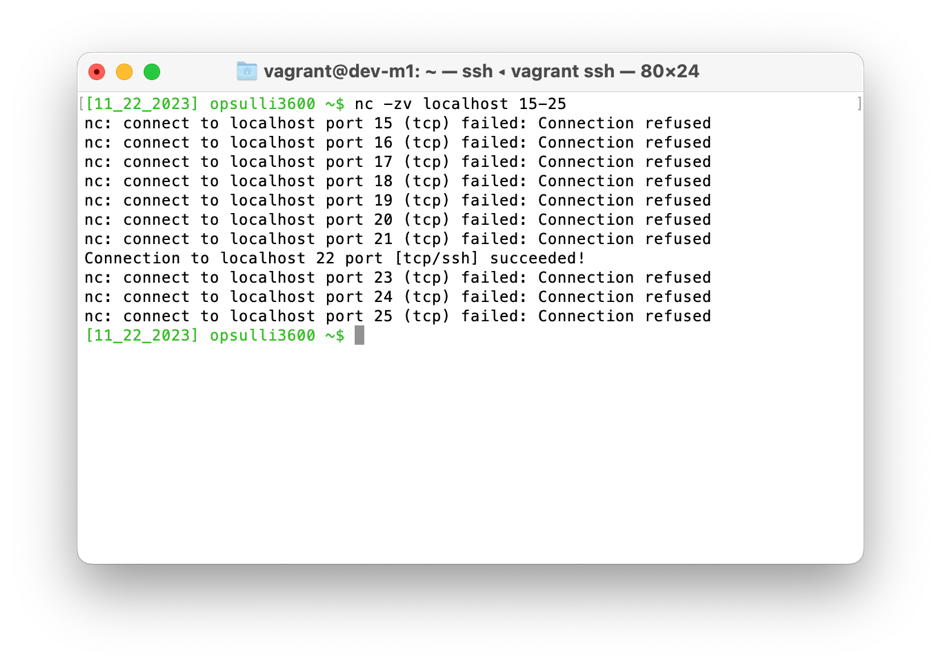 vagrant@dev-m1: ~ — ssh ◂ vagrant ssh — 80×24
[[11_22_2023] opsulli3600 ~$ nc -zv localhost 15-25 ]
nc: connect to localhost port 15 (tcp) failed: Connection refused
nc: connect to localhost port 16 (tcp) failed: Connection refused
nc: connect to localhost port 17 (tcp) failed: Connection refused
nc: connect to localhost port 18 (tcp) failed: Connection refused
nc: connect to localhost port 19 (tcp) failed: Connection refused
nc: connect to localhost port 20 (tcp) failed: Connection refused
nc: connect to localhost port 21 (tcp) failed: Connection refused
Connection to localhost 22 port [tcp/ssh] succeeded!
nc: connect to localhost port 23 (tcp) failed: Connection refused
nc: connect to localhost port 24 (tcp) failed: Connection refused
nc: connect to localhost port 25 (tcp) failed: Connection refused
[11_22_2023] opsulli3600 ~$